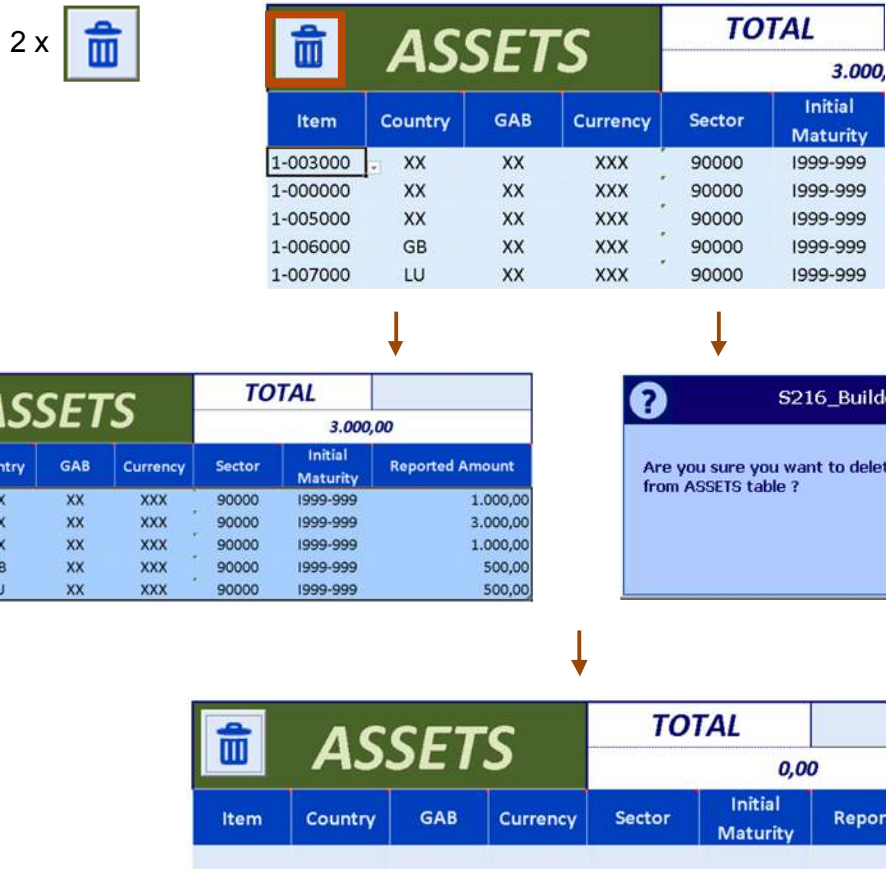 2 x
ASSETS TOTAL
3.000,
Item Country GAB Currency Sector Initial Maturity
1-003000 XX XX XXX 90000 I999-999
1-000000 XX XX XXX 90000 I999-999
1-005000 XX XX XXX 90000 I999-999
1-006000 GB XX XXX 90000 I999-999
1-007000 LU XX XXX 90000 I999-999
ASSETS TOTAL
3.000,00
ntry GAB Currency Sector Initial Maturity Reported Amount
X XX XXX 90000 I999-999 1.000,00
X XX XXX 90000 I999-999 3.000,00
X XX XXX 90000 I999-999 1.000,00
B XX XXX 90000 I999-999 500,00
U XX XXX 90000 I999-999 500,00
? S216_Build
Are you sure you want to delet
from ASSETS table ?
ASSETS TOTAL
0,00
Item Country GAB Currency Sector Initial Maturity Repor